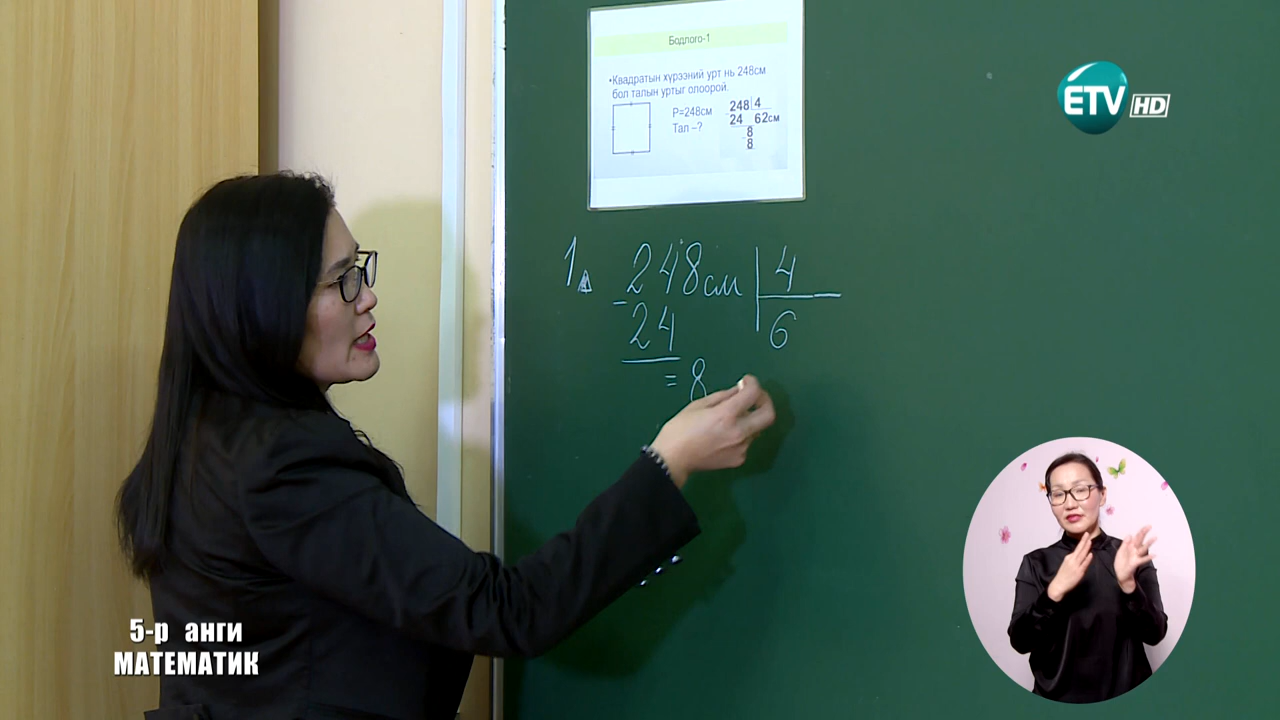 Бодлого-1
•Квадратын хүрээний урт нь 248см
бол талын уртыг олоорой.
P=248см
Тал –?
248 4
24 62см
8
8
ETV HD
1. 248см 4
- 24 6
= 8
5-р анги
МАТЕМАТИК